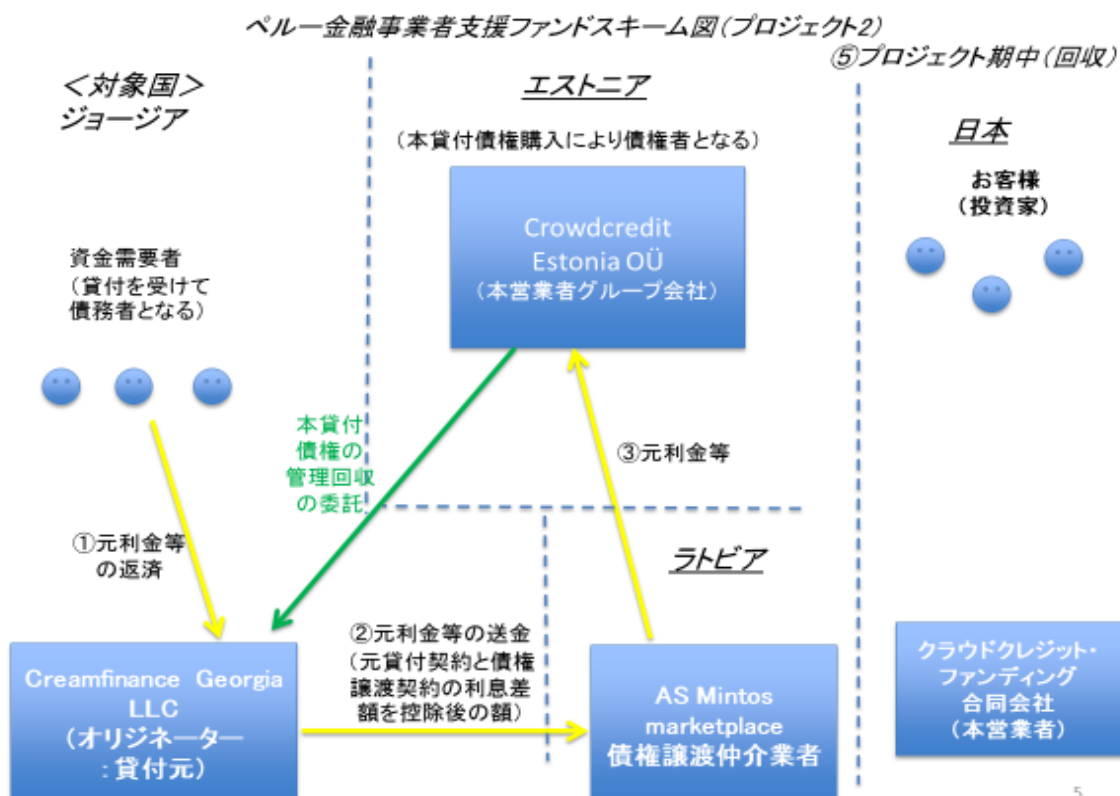 ペルー金融事業者支援ファンドスキーム図(プロジェクト2)
⑤プロジェクト期中(回収)
<対象国>
ジョージア
エストニア
日本
(本貸付債権購入により債権者となる)
お客様
(投資家)
Crowdcredit
Estonia OÜ
(本営業者グループ会社)
資金需要者
(貸付を受けて
債務者となる)
本貸付
債権の
管理回収
の委託
③元利金等
①元利金等
の返済
ラトビア
②元利金等の送金
(元貸付契約と債権
譲渡契約の利息差
額を控除後の額)
Creamfinance Georgia
LLC
(オリジネーター
:貸付元)
AS Mintos
marketplace
債権譲渡仲介業者
クラウドクレジット・
ファンディング
合同会社
(本営業者)
5